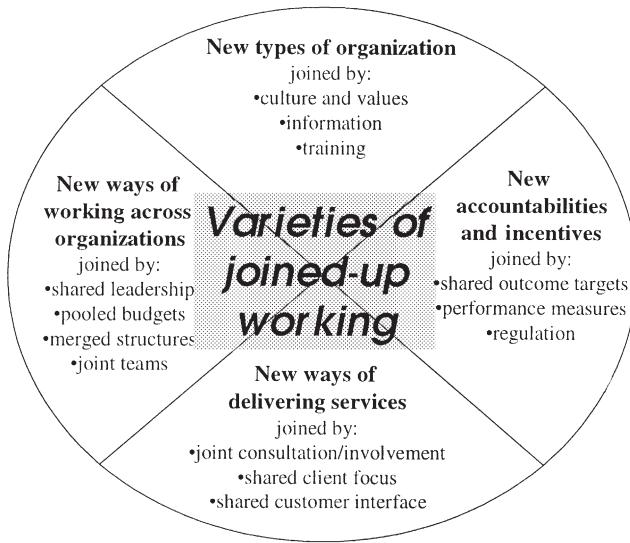 New types of organization
joined by:
•culture and values
•information
•training
New ways of
working across
organizations
joined by:
•shared leadership
•pooled budgets
•merged structures
•joint teams
Varieties of
joined-up
working
New
accountabilities
and incentives
joined by:
•shared outcome targets
•performance measures
•regulation
New ways of
delivering services
joined by:
•joint consultation/involvement
•shared client focus
•shared customer interface